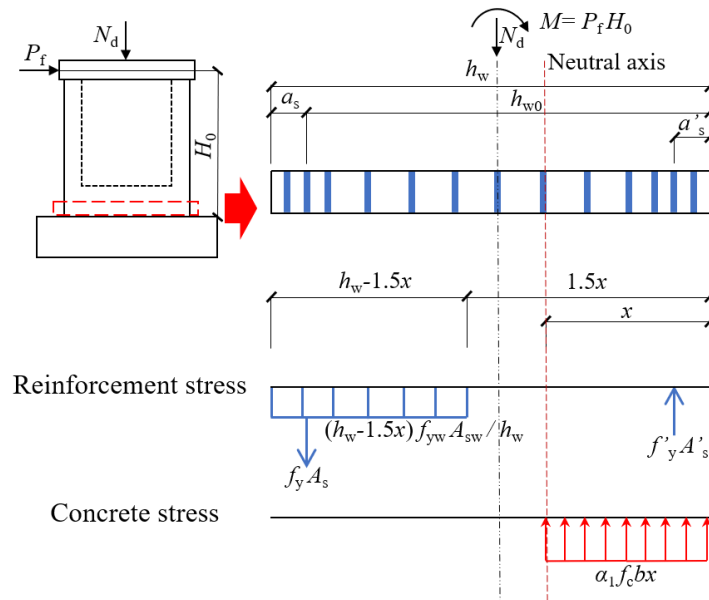 N_d
P_f
H_0
N_d
M= P_f H_0
Neutral axis
h_w
a_s
h_w0
a'_s
h_w-1.5x
1.5x
x
Reinforcement stress
(h_w-1.5x) f_yw A_sw / h_w
f_y A_s
f'_y A'_s
Concrete stress
α_1 f_c bx